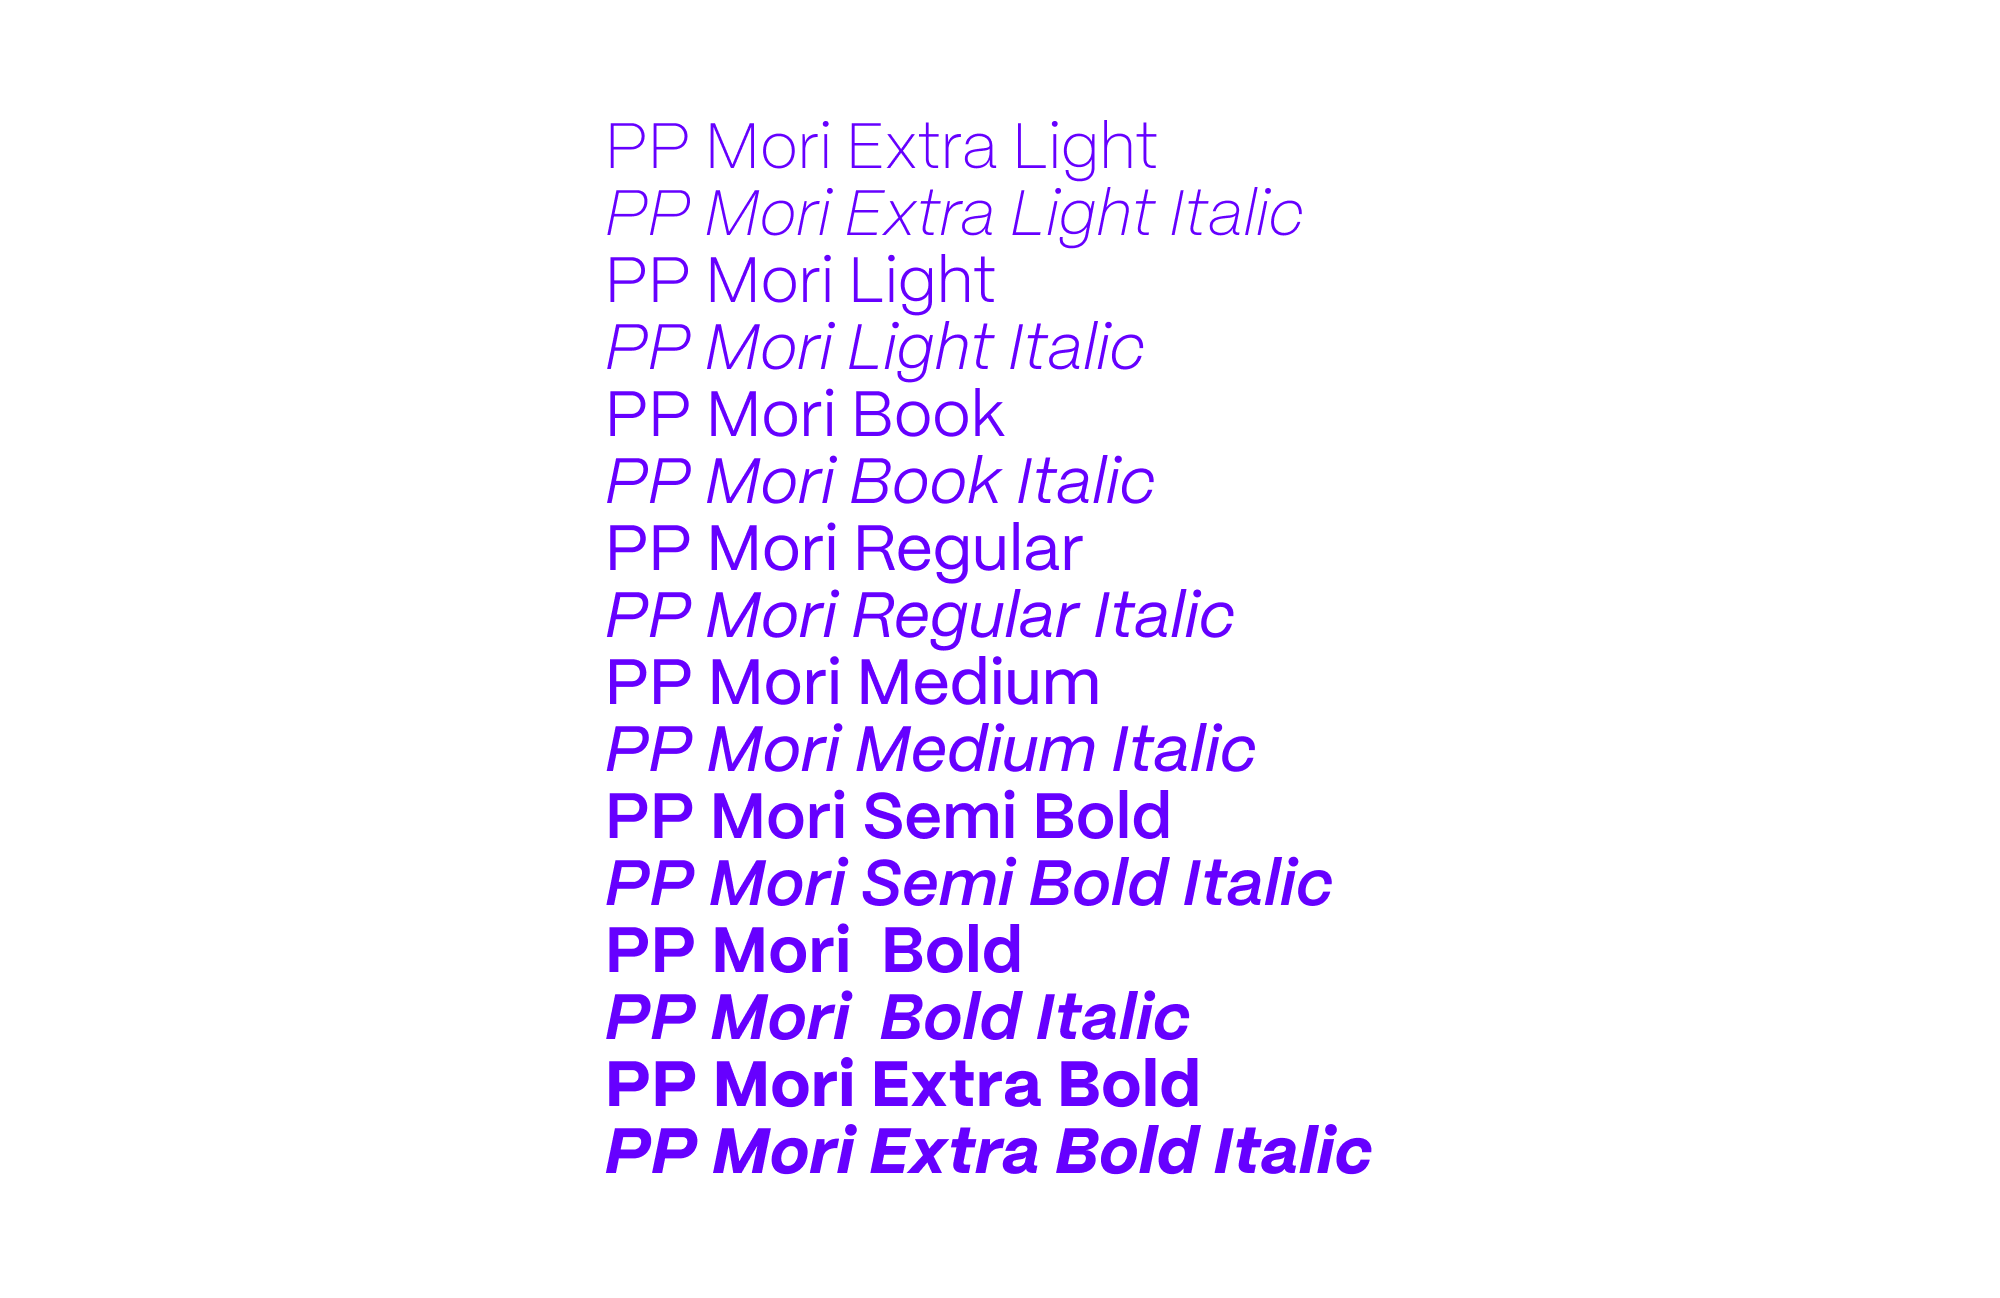 PP Mori Extra Light
PP Mori Extra Light Italic
PP Mori Light
PP Mori Light Italic
PP Mori Book
PP Mori Book Italic
PP Mori Regular
PP Mori Regular Italic
PP Mori Medium
PP Mori Medium Italic
PP Mori Semi Bold
PP Mori Semi Bold Italic
PP Mori  Bold
PP Mori  Bold Italic
PP Mori Extra Bold
PP Mori Extra Bold Italic